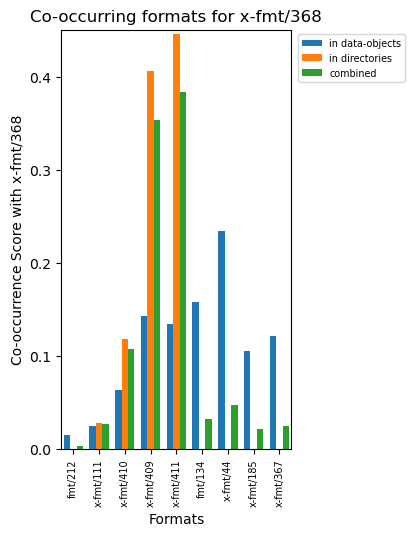 Co-occurring formats for x-fmt/368
in data-objects
in directories
combined
Co-occurrence Score with x-fmt/368
0.4
0.3
0.2
0.1
0.0
fmt/212
x-fmt/111
x-fmt/410
x-fmt/409
x-fmt/411
fmt/134
x-fmt/44
x-fmt/185
x-fmt/367
Formats